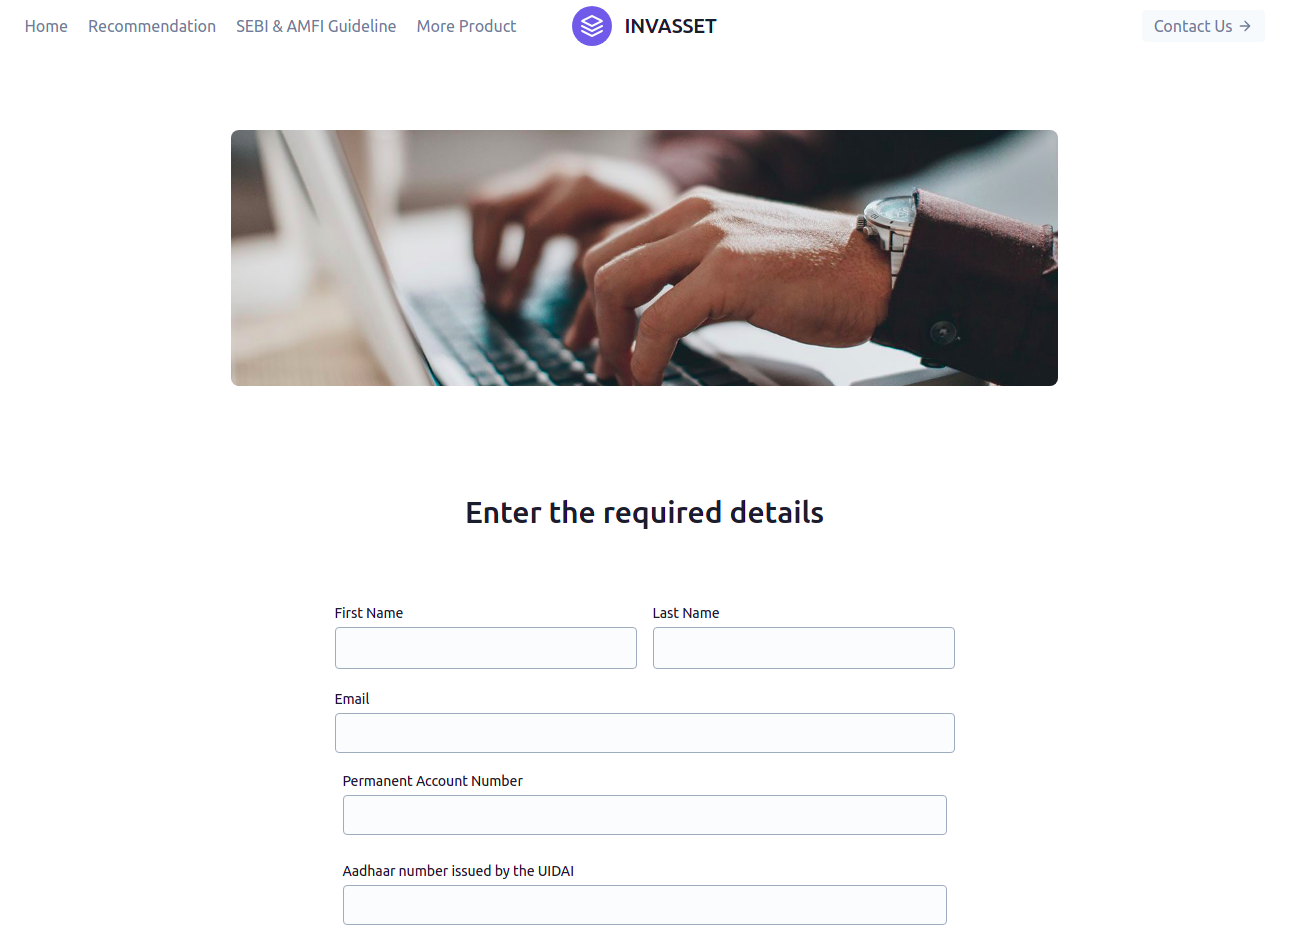 Home Recommendation SEBI & AMFI Guideline More Product INVASSET Contact Us →
Enter the required details
First Name Last Name
Email
Permanent Account Number
Aadhaar number issued by the UIDAI